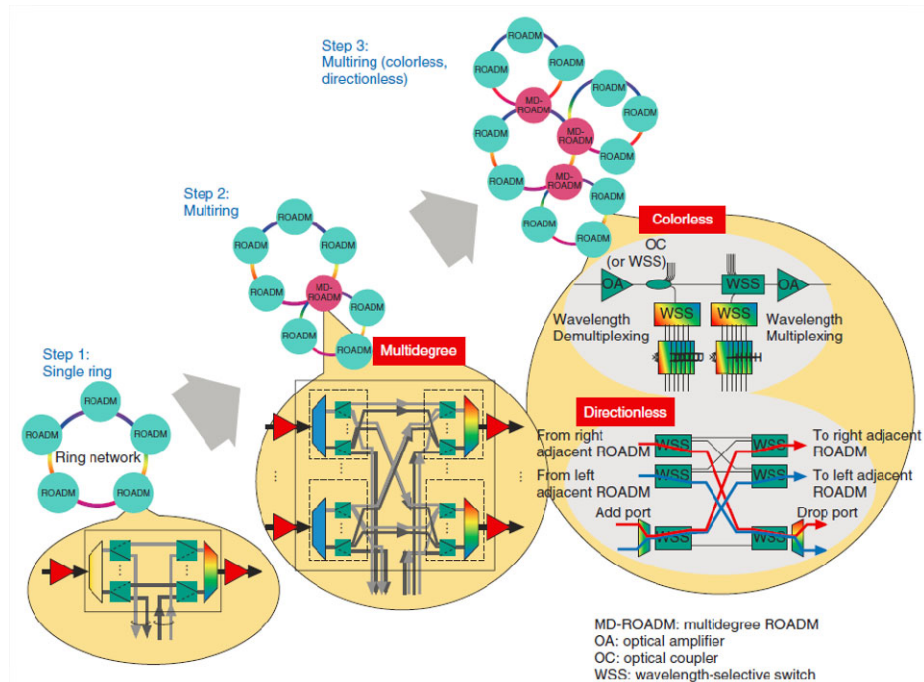 Step 3:
Multiring (colorless,
directionless)
ROADM
ROADM
ROADM
MD-
ROADM
ROADM
ROADM
ROADM
MD-
ROADM
ROADM
ROADM
MD-
ROADM
ROADM
ROADM
ROADM
Step 2:
Multiring
ROADM
ROADM
ROADM
ROADM
MD-
ROADM
ROADM
ROADM
Step 1:
Single ring
ROADM
ROADM
ROADM
Ring network
ROADM
ROADM
Multidegree
Colorless
OC
(or WSS)
OA
WSS
OA
WSS
WSS
Wavelength
Demultiplexing
Wavelength
Multiplexing
Directionless
From right
adjacent ROADM
WSS
WSS
To right adjacent
ROADM
From left
adjacent ROADM
WSS
WSS
To left adjacent
ROADM
Add port
WSS
WSS
Drop port
MD-ROADM: multidegree ROADM
OA: optical amplifier
OC: optical coupler
WSS: wavelength-selective switch